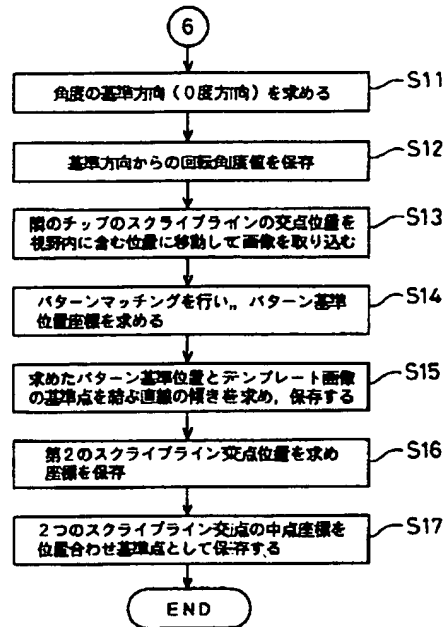 6
角度の基準方向(0度方向)を求める
S11
基準方向からの回転角度値を保存
S12
隣のチップのスクライブラインの交点位置を
視野内に含む位置に移動して画像を取り込む
S13
パターンマッチングを行い,パターン基準
位置座標を求める
S14
求めたパターン基準位置とテンプレート画像
の基準点を結ぶ直線の傾きを求め,保存する
S15
第2のスクライブライン交点位置を求め
座標を保存
S16
2つのスクライブライン交点の中点座標を
位置合わせ基準点として保存する
S17
END